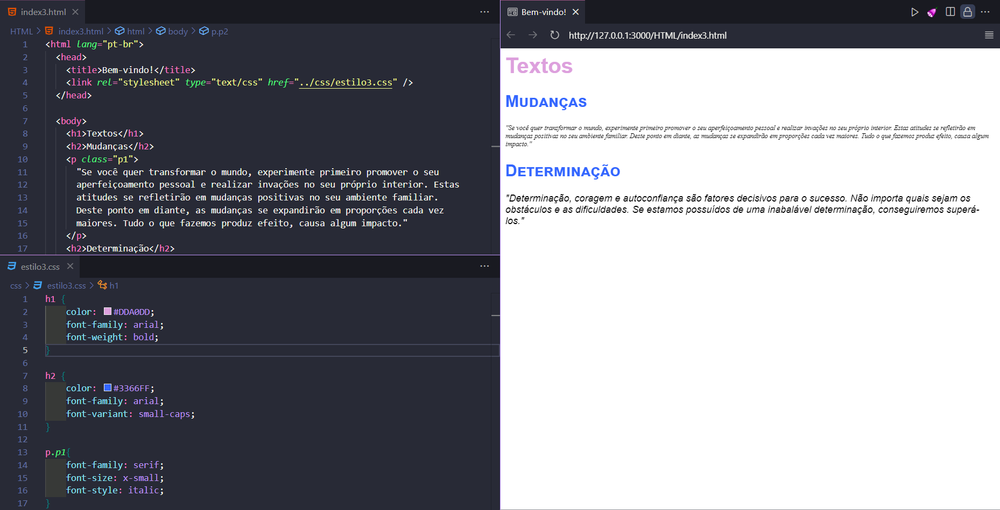 index3.html
HTML > index3.html > html > body > p.p2
1 <html lang="pt-br">
2 <head>
3 <title>Bem-vindo!</title>
4 <link rel="stylesheet" type="text/css" href="../css/estilo3.css" />
5 </head>
6
7 <body>
8 <h1>Textos</h1>
9 <h2>Mudanças</h2>
10 <p class="p1">
11 "Se você quer transformar o mundo, experimente primeiro promover o seu
12 aperfeiçoamento pessoal e realizar invações no seu próprio interior. Estas
13 atitudes se refletirão em mudanças positivas no seu ambiente familiar.
14 Deste ponto em diante, as mudanças se expandirão em proporções cada vez
15 maiores. Tudo o que fazemos produz efeito, causa algum impacto."
16 </p>
17 <h2>Determinação</h2>
estilo3.css
css > estilo3.css > h1
1 h1 {
2 color: #DDA0DD;
3 font-family: arial;
4 font-weight: bold;
5 }
6
7 h2 {
8 color: #3366FF;
9 font-family: arial;
10 font-variant: small-caps;
11 }
12
13 p.p1{
14 font-family: serif;
15 font-size: x-small;
16 font-style: italic;
17 }
Bem-vindo!
http://127.0.0.1:3000/HTML/index3.html
Textos
Mudanças
"Se você quer transformar o mundo, experimente primeiro promover o seu aperfeiçoamento pessoal e realizar invações no seu próprio interior. Estas atitudes se refletirão em
mudanças positivas no seu ambiente familiar. Deste ponto em diante, as mudanças se expandirão em proporções cada vez maiores. Tudo o que fazemos produz efeito, causa algum
impacto."
Determinação
"Determinação, coragem e autoconfiança são fatores decisivos para o sucesso. Não importa quais sejam os
obstáculos e as dificuldades. Se estamos possuídos de uma inabalável determinação, conseguiremos superá-
los."